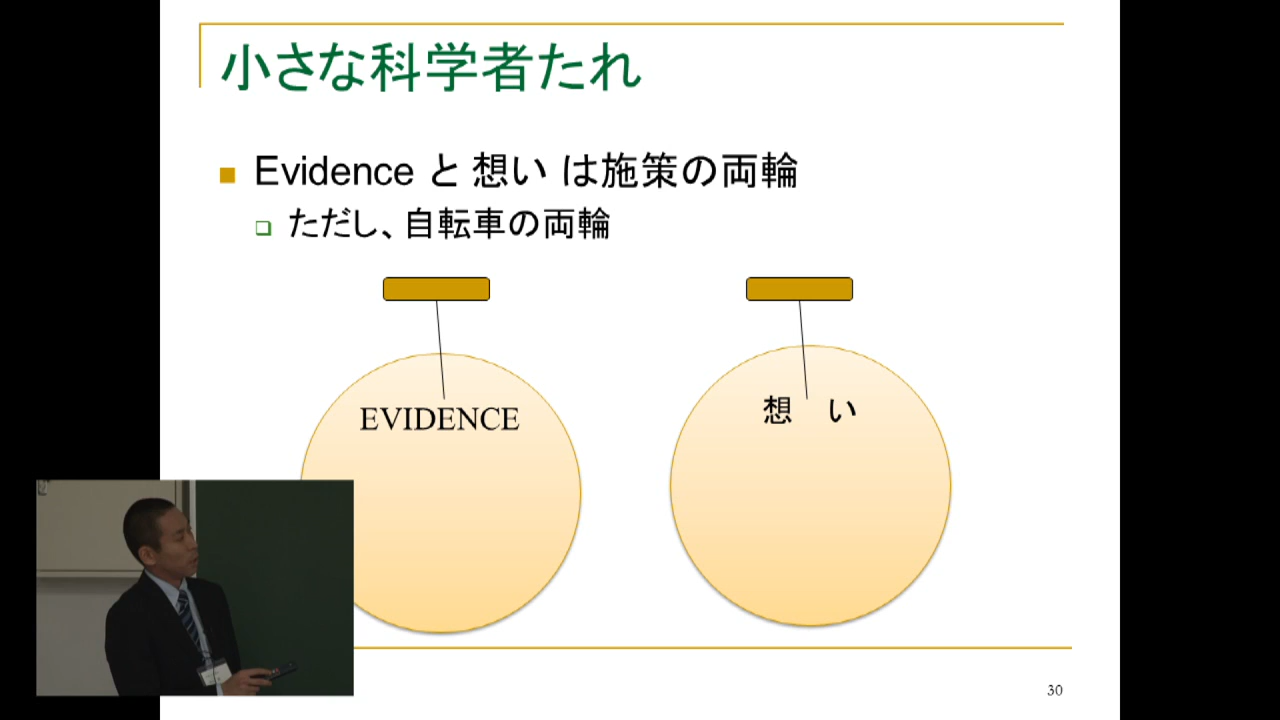 小さな科学者たれ
Evidence と 想い は施策の両輪
ただし、自転車の両輪
EVIDENCE
想 い
30